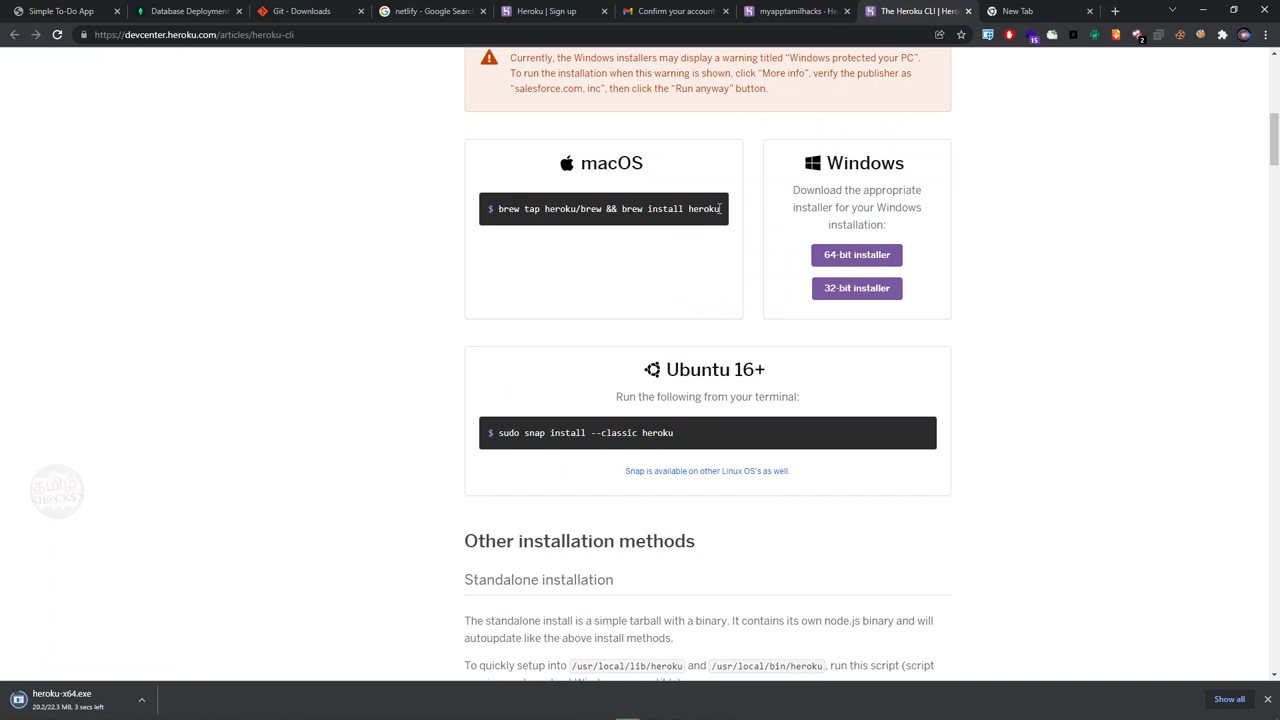 Simple To-Do App
Database Deployment
Git - Downloads
netlify - Google Sear
Heroku | Sign up
Confirm your account
myapptamilhacks - He
The Heroku CLI | Her
New Tab
https://devcenter.heroku.com/articles/heroku-cli
15
2
Currently, the Windows installers may display a warning titled “Windows protected your PC”.
To run the installation when this warning is shown, click “More info”, verify the publisher as
“salesforce.com, inc”, then click the “Run anyway” button.
macOS
$ brew tap heroku/brew && brew install heroku
Windows
Download the appropriate
installer for your Windows
installation:
64-bit installer
32-bit installer
Ubuntu 16+
Run the following from your terminal:
$ sudo snap install --classic heroku
Snap is available on other Linux OS's as well.
தமிழ்
HACKS
Other installation methods
Standalone installation
The standalone install is a simple tarball with a binary. It contains its own node.js binary and will
autoupdate like the above install methods.
To quickly setup into /usr/local/lib/heroku and /usr/local/bin/heroku, run this script (script
heroku-x64.exe
20.2/22.3 MB, 3 secs left
Show all